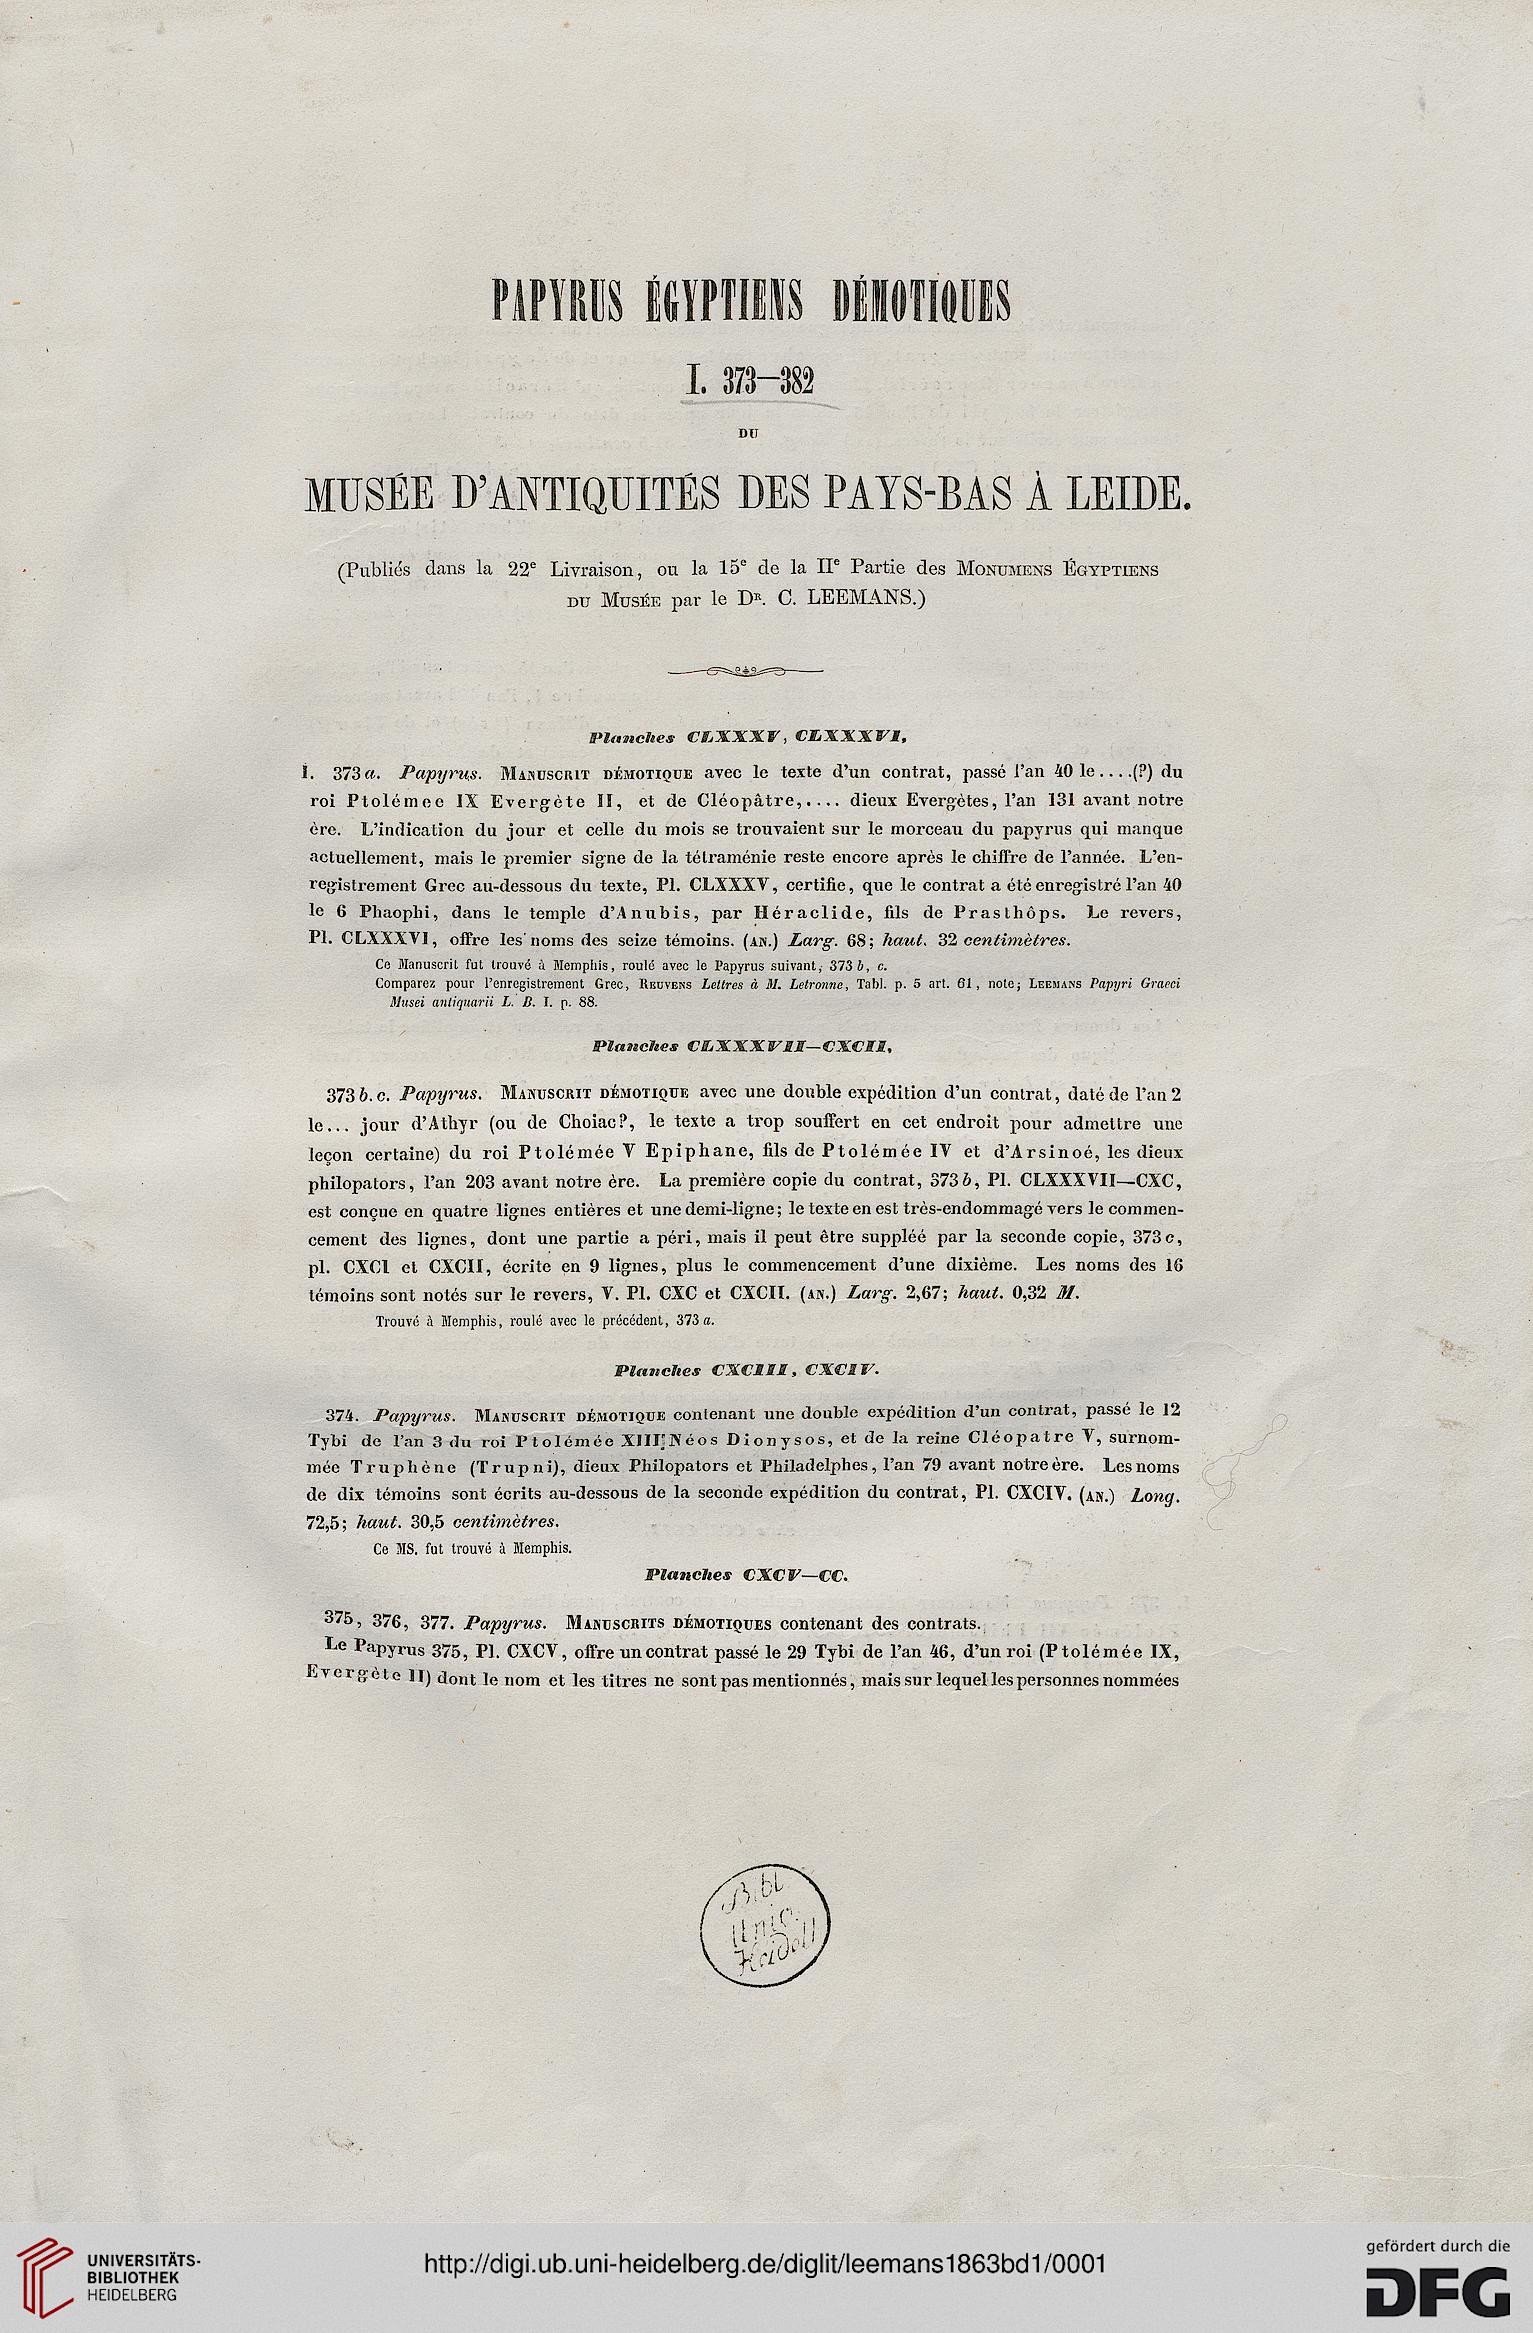 PAPYRUS ÉGYPTIENS DÉMOTIQUES
I. 373—382
DU
MUSÉE D'ANTIQUITÉS DES PAYS-BAS À LEIDE.
(Publiés dans la 22e Livraison, ou la 15e de la IIe Partie des Monumens Égyptiens
du Musée par le Dr. C. LEEMANS.)
Planches CLXXXV, CLXXXVI.
I. 373 a. Papyrus. Manuscrit démotique avec le texte d'un contrat, passé l'an 40 le....(?) du
roi Ptolémee IX Evergète II, et de Cléopâtre,.... dieux Evergètes, l'an 131 avant notre
ère. L'indication du jour et celle du mois se trouvaient sur le morceau du papyrus qui manque
actuellement, mais le premier signe de la tétraménie reste encore après le chiffre de l'année. L'en-
registrement Grec au-dessous du texte, Pl. CLXXXV, certifie, que le contrat a été enregistré l'an 40
le 6 Phaophi, dans le temple d'Anubis, par Héraclide, fils de Prasthôps. Le revers,
Pl. CLXXXVI, offre les noms des seize témoins. (an.) Larg. 68; haut. 32 centimètres.
Ce Manuscrit fut trouvé à Memphis, roulé avec le Papyrus suivant, 373 b, c.
Comparez pour l'enregistrement Grec, Reuvens Lettres à M. Letronne, Tabl. p. 5 art. 61, note; Leemans Papyri Graeci
Musei antiquarii L. B. I. p. 88.
Planches CLXXXVII—CXCII.
373 b. c. Papyrus. Manuscrit démotique avec une double expédition d'un contrat, daté de l'an 2
le... jour d'Athyr (ou de Choiac?, le texte a trop souffert en cet endroit pour admettre une
leçon certaine) du roi Ptolémée V Epiphane, fils de Ptolémée IV et d'Arsinoé, les dieux
philopators, l'an 203 avant notre ère. La première copie du contrat, 373 b, Pl. CLXXXVII—CXC,
est conçue en quatre lignes entières et une demi-ligne; le texte en est très-endommagé vers le commen-
cement des lignes, dont une partie a péri, mais il peut être suppléé par la seconde copie, 373 c,
pl. CXCI et CXCII, écrite en 9 lignes, plus le commencement d'une dixième. Les noms des 16
témoins sont notés sur le revers, V. Pl. CXC et CXCII. (an.) Larg. 2,67; haut. 0,32 M.
Trouvé à Memphis, roulé avec le précédent, 373 a.
Planches CXCIII, CXCIV.
374. Papyrus. Manuscrit démotique contenant une double expédition d'un contrat, passé le 12
Tybi de l'an 3 du roi Ptolémée XIII Néos Dionysos, et de la reine Cléopatre V, surnom-
mée Truphène (Trupni), dieux Philopators et Philadelphes, l'an 79 avant notre ère. Les noms
de dix témoins sont écrits au-dessous de la seconde expédition du contrat, Pl. CXCIV. (an.) Long.
72,5; haut. 30,5 centimètres.
Ce MS. fut trouvé à Memphis.
Planches CXCV—CC.
375, 376, 377. Papyrus. Manuscrits démotiques contenant des contrats.
Le Papyrus 375, Pl. CXCV, offre un contrat passé le 29 Tybi de l'an 46, d'un roi (Ptolémée IX,
Evergète II) dont le nom et les titres ne sont pas mentionnés, mais sur lequel les personnes nommées
Bibl
Univ.
Heidelb
UNIVERSITÄTS-
BIBLIOTHEK
HEIDELBERG
http://digi.ub.uni-heidelberg.de/diglit/leemans1863bd1/0001
gefördert durch die
DFG